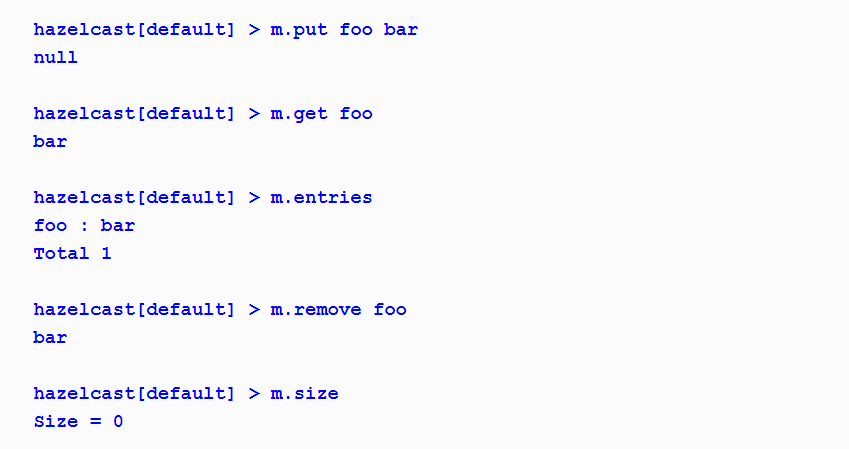 hazelcast[default] > m.put foo bar
null
hazelcast[default] > m.get foo
bar
hazelcast[default] > m.entries
foo : bar
Total 1
hazelcast[default] > m.remove foo
bar
hazelcast[default] > m.size
Size = 0